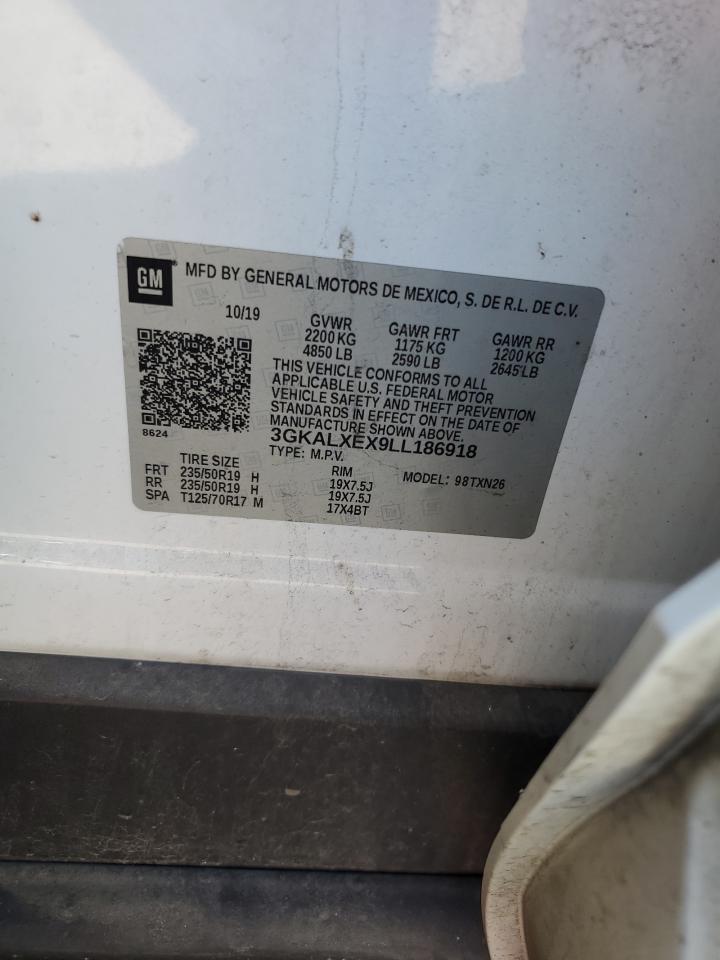 GM ® MFD BY GENERAL MOTORS DE MEXICO, S. DE R.L. DE C.V.
10/19
GVWR GAWR FRT GAWR RR
2200 KG 1175 KG 1200 KG
4850 LB 2590 LB 2645 LB
THIS VEHICLE CONFORMS TO ALL
APPLICABLE U.S. FEDERAL MOTOR
VEHICLE SAFETY AND THEFT PREVENTION
STANDARDS IN EFFECT ON THE DATE OF
MANUFACTURE SHOWN ABOVE.
8624
3GKALXEX9LL186918
TYPE: M.P.V. MODEL: 98TXN26
TIRE SIZE RIM
FRT 235/50R19 H 19X7.5J
RR 235/50R19 H 19X7.5J
SPA T125/70R17 M 17X4BT